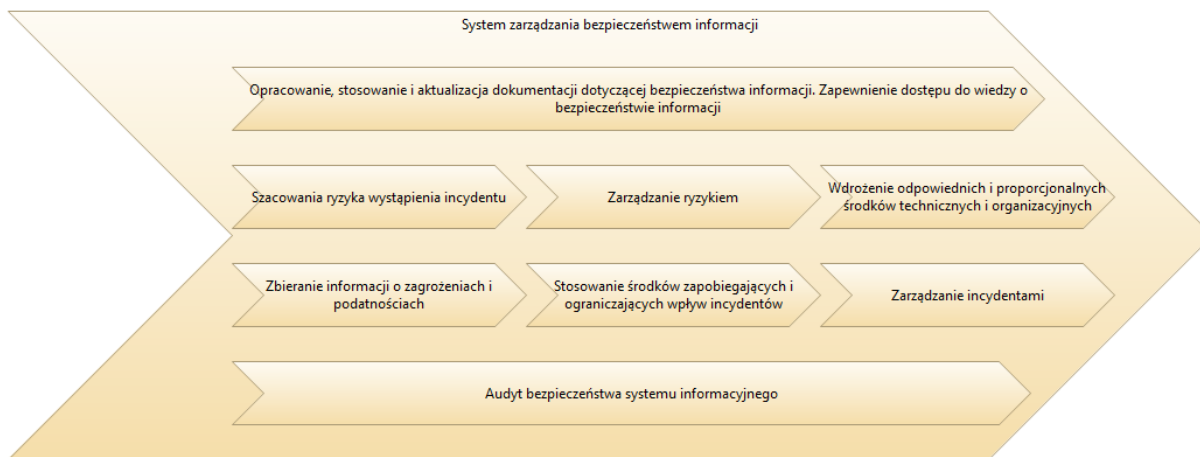 System zarządzania bezpieczeństwem informacji
Opracowanie, stosowanie i aktualizacja dokumentacji dotyczącej bezpieczeństwa informacji. Zapewnienie dostępu do wiedzy o
bezpieczeństwie informacji
Szacowania ryzyka wystąpienia incydentu
Zarządzanie ryzykiem
Wdrożenie odpowiednich i proporcjonalnych
środków technicznych i organizacyjnych
Zbieranie informacji o zagrożeniach i
podatnościach
Stosowanie środków zapobiegających i
ograniczających wpływ incydentów
Zarządzanie incydentami
Audyt bezpieczeństwa systemu informacyjnego